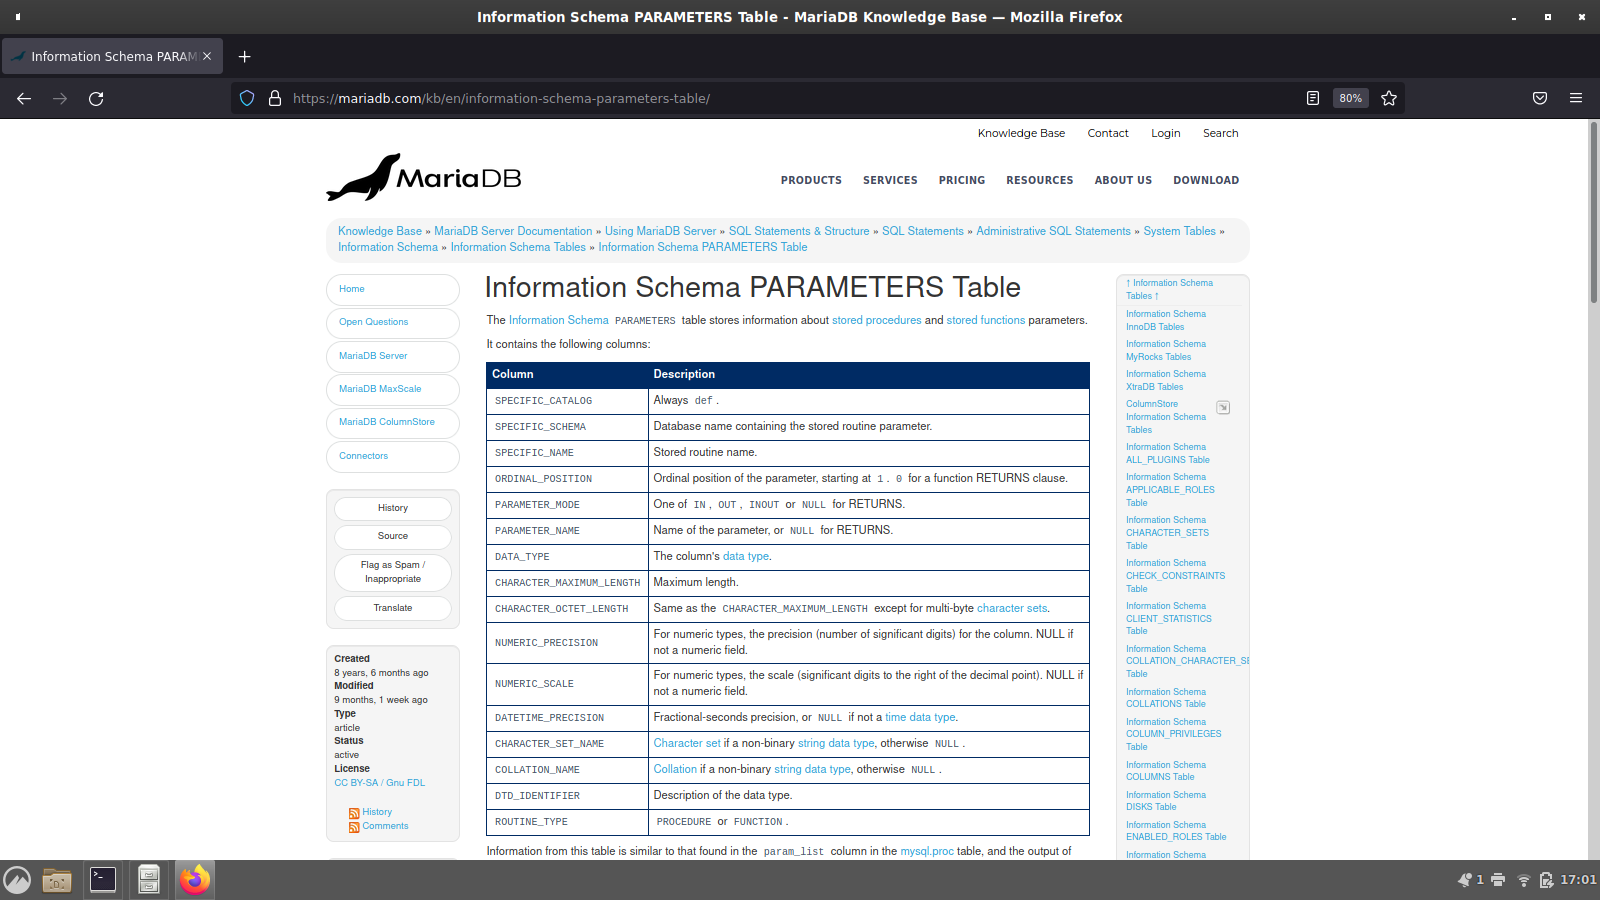 Information Schema PARAMETERS Table - MariaDB Knowledge Base — Mozilla Firefox
Information Schema PARAM
https://mariadb.com/kb/en/information-schema-parameters-table/
80%
Knowledge Base Contact Login Search
MariaDB
PRODUCTS SERVICES PRICING RESOURCES ABOUT US DOWNLOAD
Knowledge Base » MariaDB Server Documentation » Using MariaDB Server » SQL Statements & Structure » SQL Statements » Administrative SQL Statements » System Tables »
Information Schema » Information Schema Tables » Information Schema PARAMETERS Table
Home
Open Questions
MariaDB Server
MariaDB MaxScale
MariaDB ColumnStore
Connectors
History
Source
Flag as Spam /
Inappropriate
Translate
Created
8 years, 6 months ago
Modified
9 months, 1 week ago
Type
article
Status
active
License
CC BY-SA / Gnu FDL
History
Comments
Information Schema PARAMETERS Table
The Information Schema PARAMETERS table stores information about stored procedures and stored functions parameters.
It contains the following columns:
Column Description
SPECIFIC_CATALOG Always def.
SPECIFIC_SCHEMA Database name containing the stored routine parameter.
SPECIFIC_NAME Stored routine name.
ORDINAL_POSITION Ordinal position of the parameter, starting at 1. 0 for a function RETURNS clause.
PARAMETER_MODE One of IN, OUT, INOUT or NULL for RETURNS.
PARAMETER_NAME Name of the parameter, or NULL for RETURNS.
DATA_TYPE The column's data type.
CHARACTER_MAXIMUM_LENGTH Maximum length.
CHARACTER_OCTET_LENGTH Same as the CHARACTER_MAXIMUM_LENGTH except for multi-byte character sets.
NUMERIC_PRECISION For numeric types, the precision (number of significant digits) for the column. NULL if
not a numeric field.
NUMERIC_SCALE For numeric types, the scale (significant digits to the right of the decimal point). NULL if
not a numeric field.
DATETIME_PRECISION Fractional-seconds precision, or NULL if not a time data type.
CHARACTER_SET_NAME Character set if a non-binary string data type, otherwise NULL.
COLLATION_NAME Collation if a non-binary string data type, otherwise NULL.
DTD_IDENTIFIER Description of the data type.
ROUTINE_TYPE PROCEDURE or FUNCTION.
Information from this table is similar to that found in the param_list column in the mysql.proc table, and the output of
↑ Information Schema
Tables ↑
Information Schema
InnoDB Tables
Information Schema
MyRocks Tables
Information Schema
XtraDB Tables
ColumnStore
Information Schema
Tables
Information Schema
ALL_PLUGINS Table
Information Schema
APPLICABLE_ROLES
Table
Information Schema
CHARACTER_SETS
Table
Information Schema
CHECK_CONSTRAINTS
Table
Information Schema
CLIENT_STATISTICS
Table
Information Schema
COLLATION_CHARACTER_SE
Table
Information Schema
COLLATIONS Table
Information Schema
COLUMN_PRIVILEGES
Table
Information Schema
COLUMNS Table
Information Schema
DISKS Table
Information Schema
ENABLED_ROLES Table
Information Schema
1
17:01